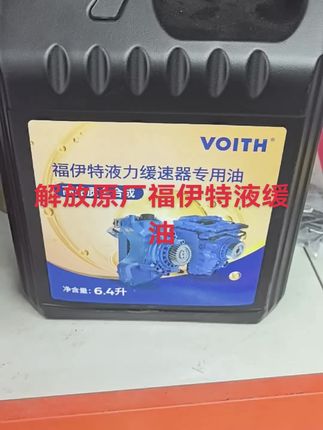 VOITH
福伊特液力缓速器专用油
解放原厂福伊特液缓
油
净含量：6.4升